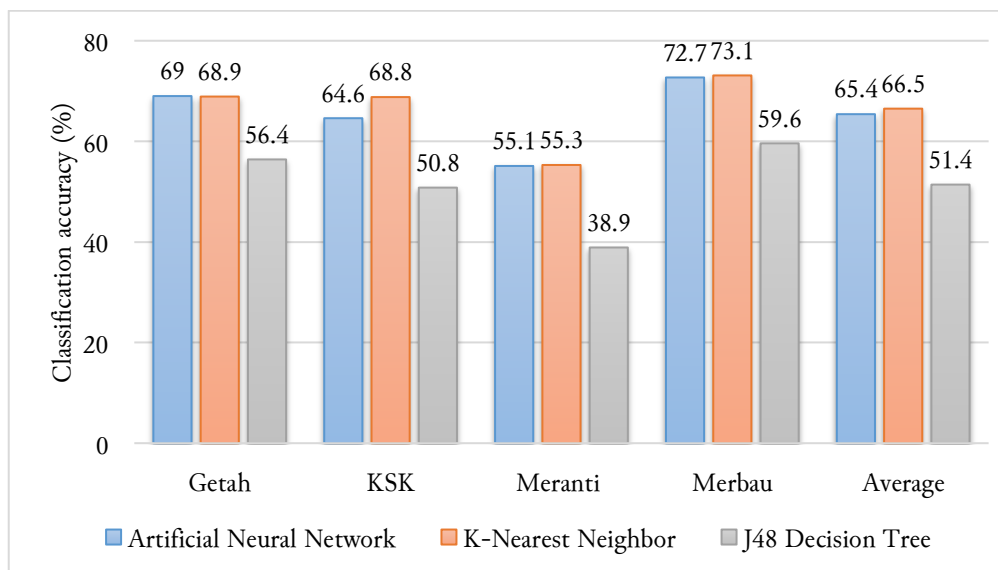 Classification accuracy (%)
80
60
40
20
0
69
68.9
56.4
64.6
68.8
50.8
55.1
55.3
38.9
72.7
73.1
59.6
65.4
66.5
51.4
Getah
KSK
Meranti
Merbau
Average
Artificial Neural Network
K-Nearest Neighbor
J48 Decision Tree